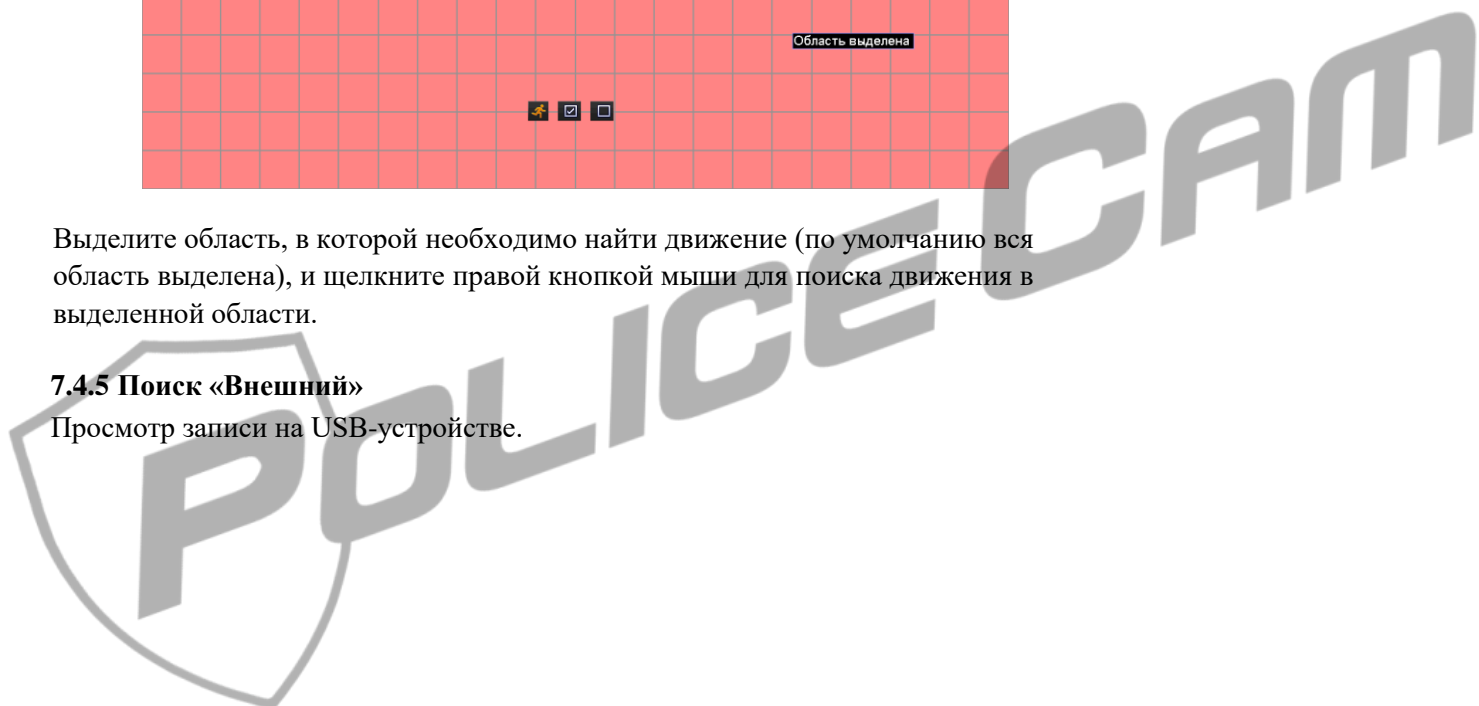 Область выделена
Выделите область, в которой необходимо найти движение (по умолчанию вся
область выделена), и щелкните правой кнопкой мыши для поиска движения в
выделенной области.
7.4.5 Поиск «Внешний»
Просмотр записи на USB-устройстве.
POLICECAM